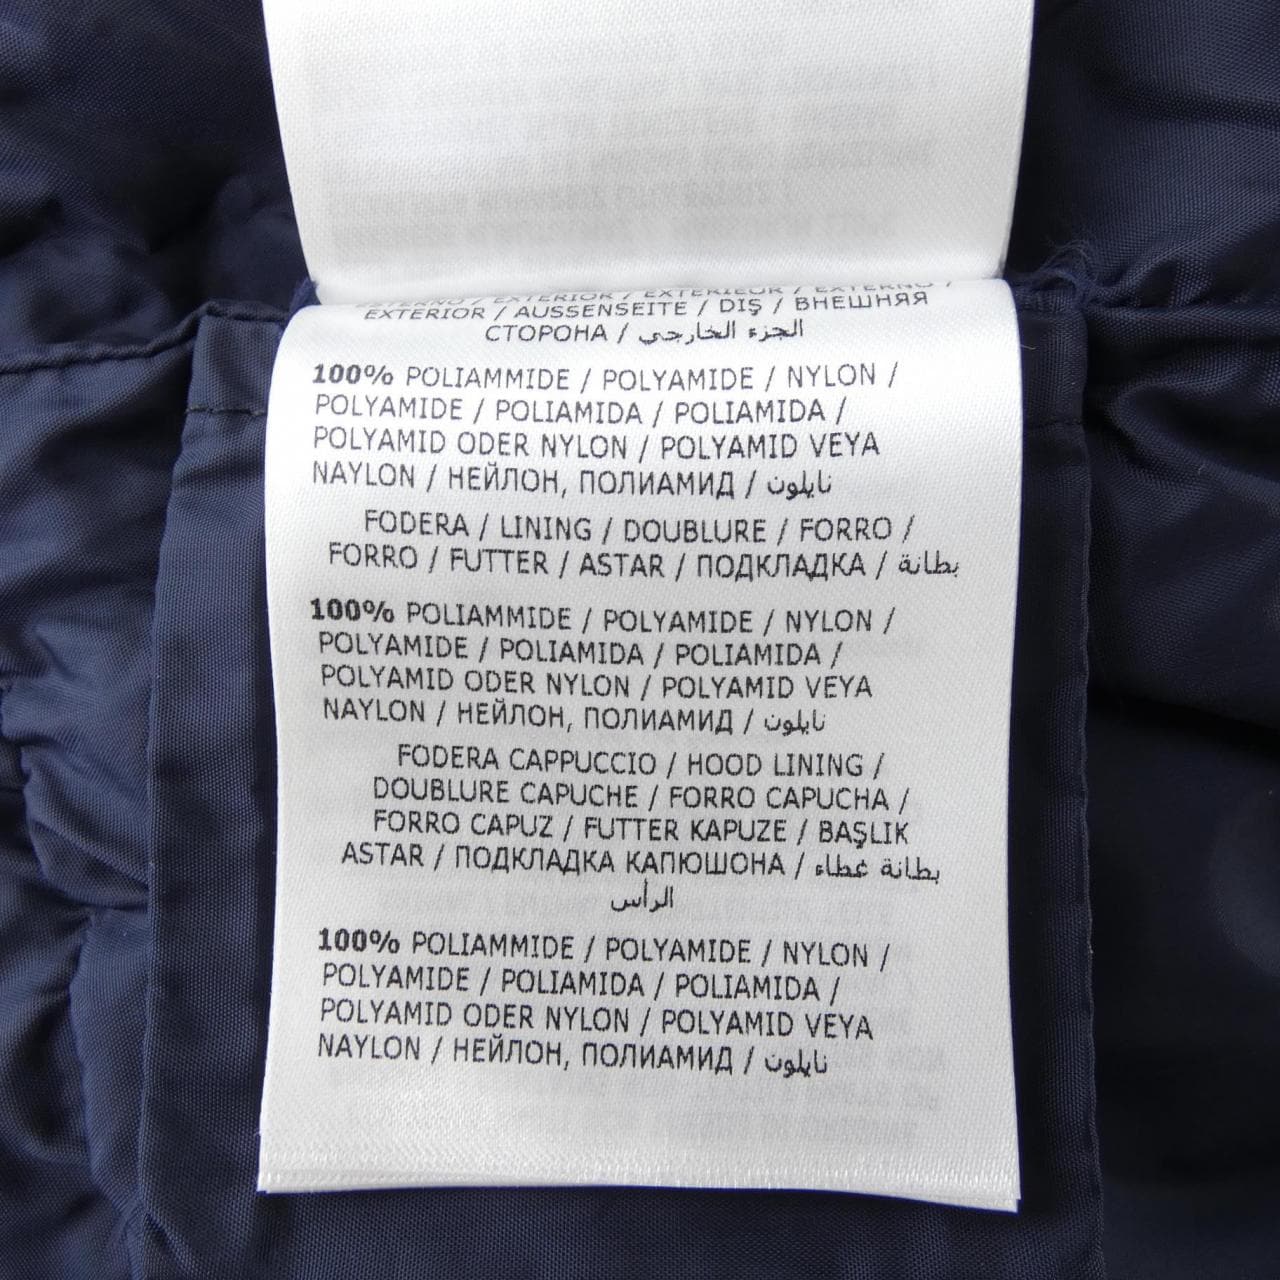 ESTERNO / EXTERIOR / EXTÉRIEUR / EXTERNO /
EXTERIOR / AUSSENSEITE / DIŞ / ВНЕШНЯЯ
СТОРОНА / الجزء الخارجي
100% POLIAMMIDE / POLYAMIDE / NYLON /
POLYAMIDE / POLIAMIDA / POLIAMIDA /
POLYAMID ODER NYLON / POLYAMID VEYA
NAYLON / НЕЙЛОН, ПОЛИАМИД / نايلون
FODERA / LINING / DOUBLURE / FORRO /
FORRO / FUTTER / ASTAR / ПОДКЛАДКА / بطانة
100% POLIAMMIDE / POLYAMIDE / NYLON /
POLYAMIDE / POLIAMIDA / POLIAMIDA /
POLYAMID ODER NYLON / POLYAMID VEYA
NAYLON / НЕЙЛОН, ПОЛИАМИД / نايلون
FODERA CAPPUCCIO / HOOD LINING /
DOUBLURE CAPUCHE / FORRO CAPUCHA /
FORRO CAPUZ / FUTTER KAPUZE / BAŞLIK
ASTAR / ПОДКЛАДКА КАПЮШОНА / بطانة غطاء
الرأس
100% POLIAMMIDE / POLYAMIDE / NYLON /
POLYAMIDE / POLIAMIDA / POLIAMIDA /
POLYAMID ODER NYLON / POLYAMID VEYA
NAYLON / НЕЙЛОН, ПОЛИАМИД / نايلون